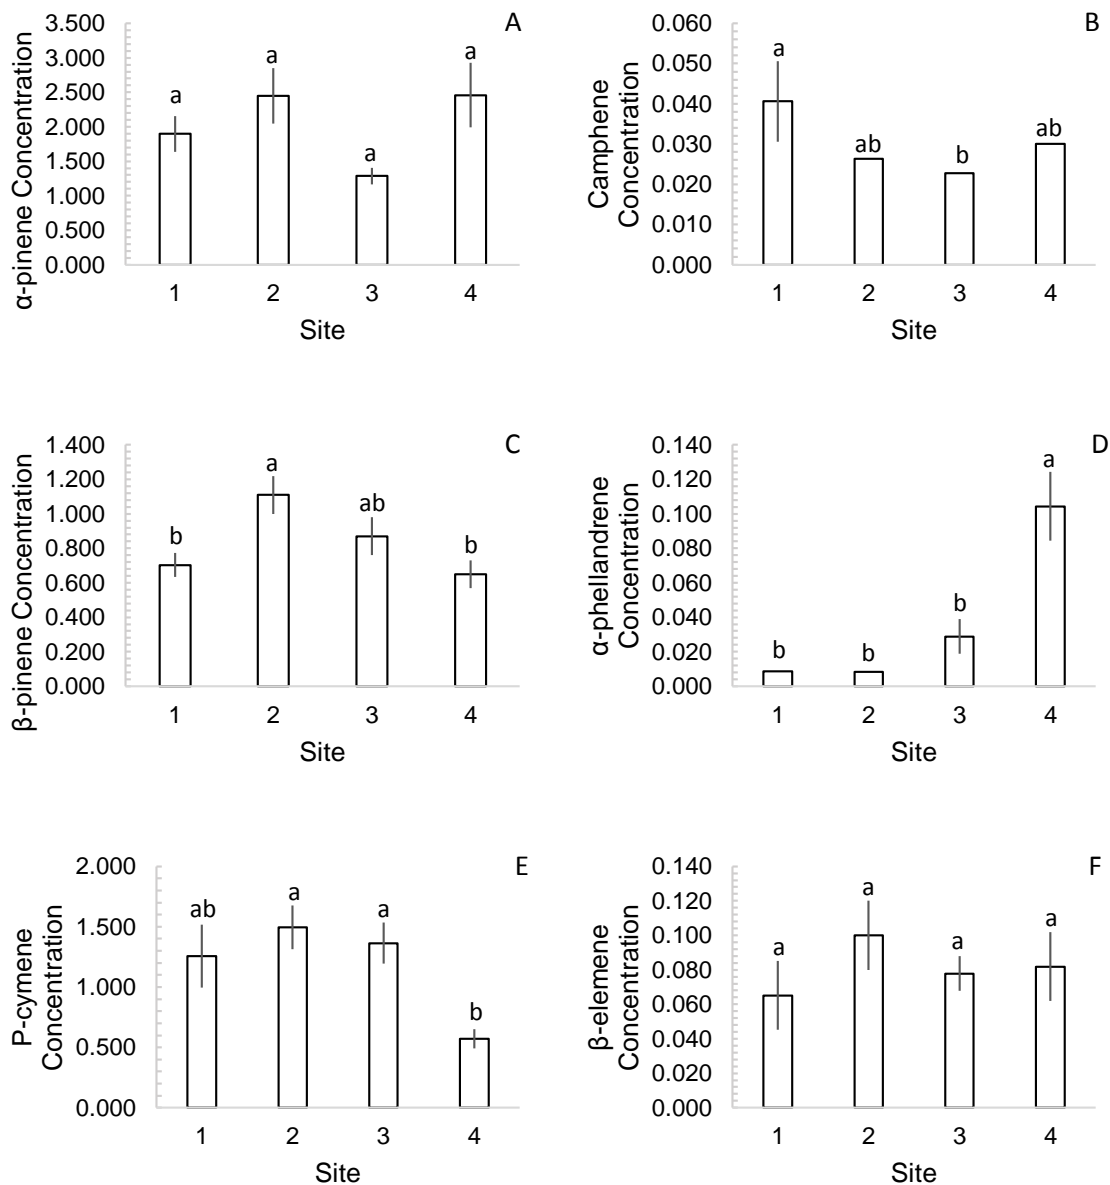 A
α-pinene Concentration
3.500
3.000
2.500
2.000
1.500
1.000
0.500
0.000
a
a
a
a
1 2 3 4
Site
B
Camphene
Concentration
0.060
0.050
0.040
0.030
0.020
0.010
0.000
a
ab
b
ab
1 2 3 4
Site
C
β-pinene Concentration
1.400
1.200
1.000
0.800
0.600
0.400
0.200
0.000
b
a
ab
b
1 2 3 4
Site
D
α-phellandrene
Concentration
0.140
0.120
0.100
0.080
0.060
0.040
0.020
0.000
b
b
b
a
1 2 3 4
Site
E
P-cymene
Concentration
2.000
1.500
1.000
0.500
0.000
ab
a
a
b
1 2 3 4
Site
F
β-elemene
Concentration
0.140
0.120
0.100
0.080
0.060
0.040
0.020
0.000
a
a
a
a
1 2 3 4
Site